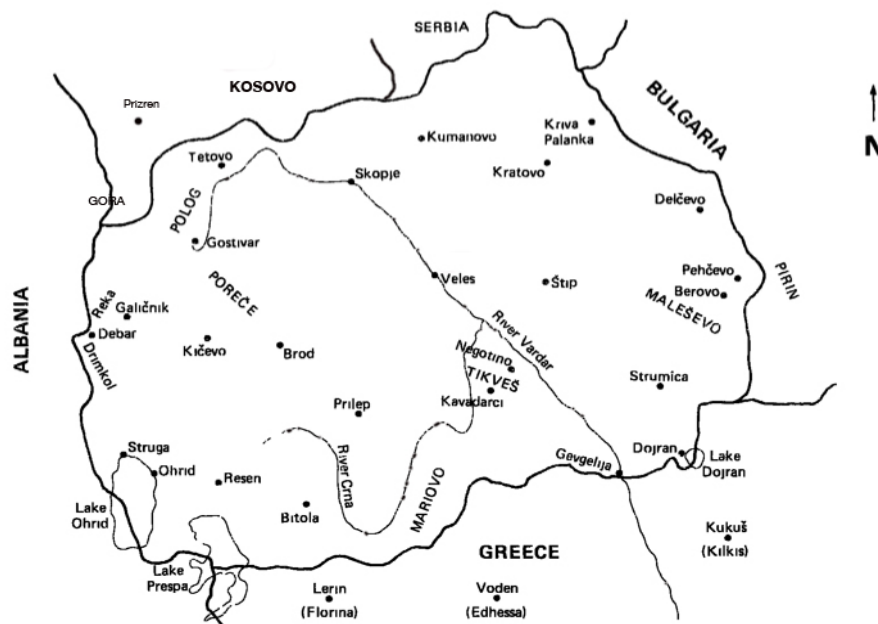 SERBIA
KOSOVO
BULGARIA
N
Prizren
Tetovo
Kumanovo
Kriva
Palanka
Skopje
Kratovo
GORA
POLOG
Delčevo
Gostivar
Veles
Štip
Pehčevo
Berovo
PIRIN
MALEŠEVO
ALBANIA
Reka
Galičnik
POREČE
Debar
Drimkol
Kičevo
Brod
River Vardar
Negotino
TIKVEŠ
Kavadarci
Strumica
Prilep
Struga
Ohrid
Resen
River Crna
Gevgelija
Dojran
Lake
Dojran
Lake
Ohrid
Bitola
MARIOVO
Kukuš
(Kilkis)
GREECE
Lake
Prespa
Lerin
(Florina)
Voden
(Edhessa)